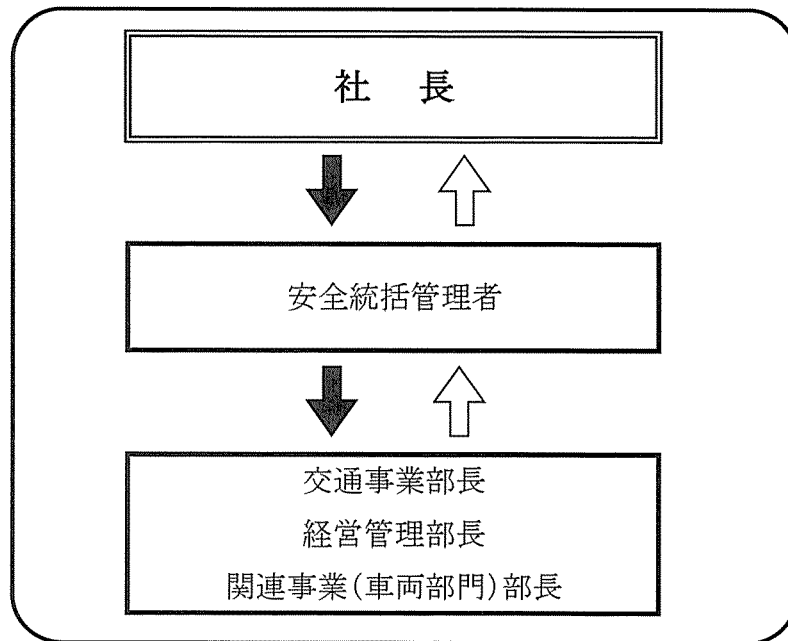 社　長
安全統括管理者
交通事業部長
経営管理部長
関連事業(車両部門)部長